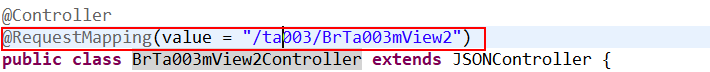 @Controller
@RequestMapping(value = "/ta003/BrTa003mView2")
public class BrTa003mView2Controller extends JSONController {